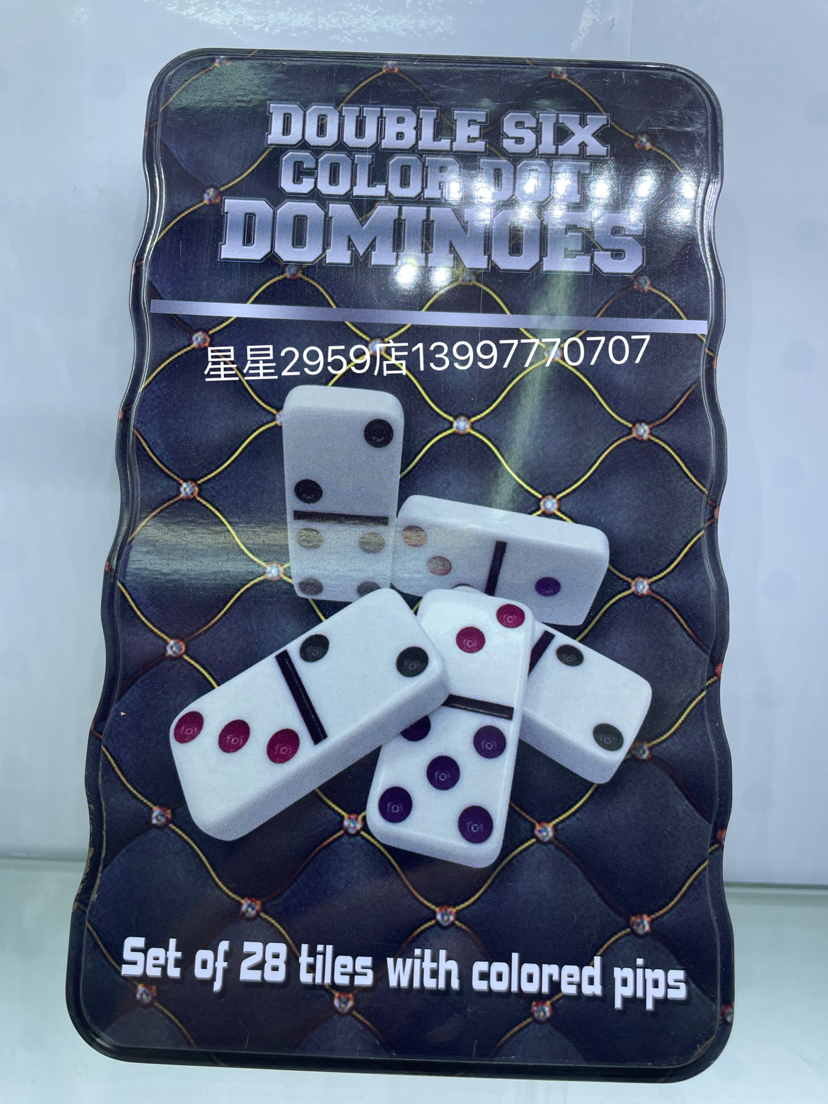 DOUBLE SIX
COLOR DOT
DOMINOES
星星2959店13997770707
Set of 28 tiles with colored pips